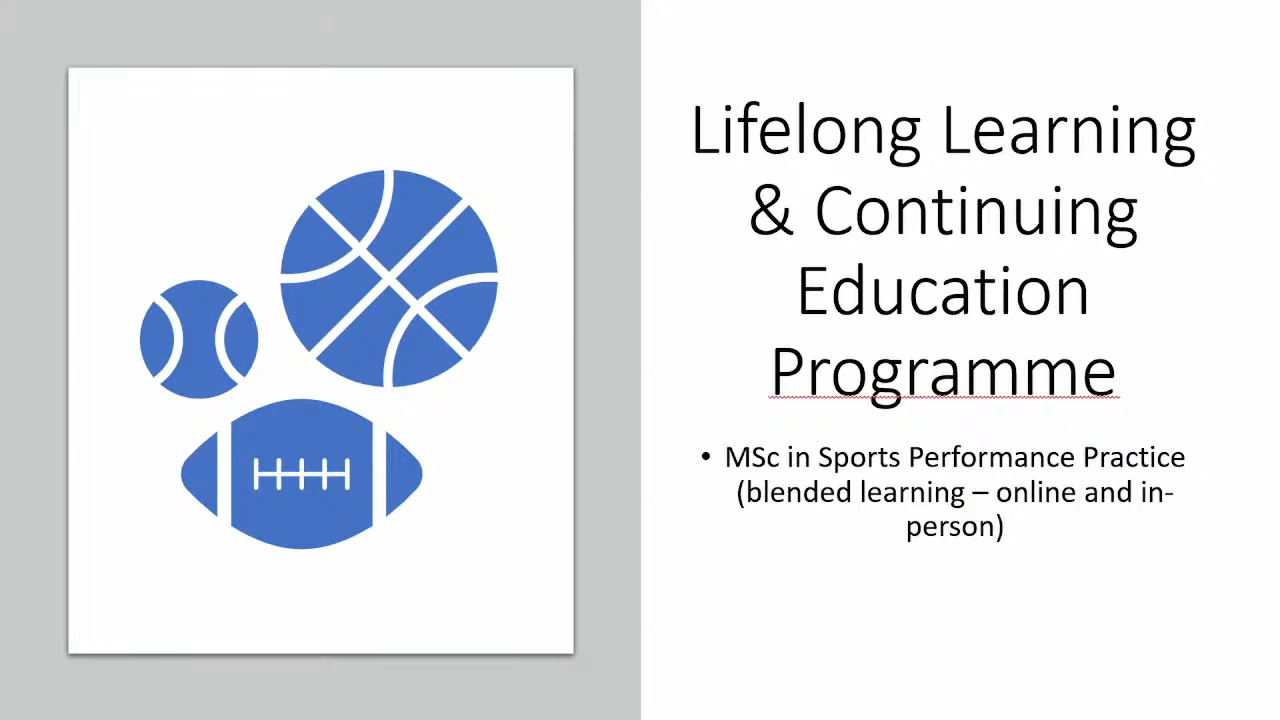 Lifelong Learning
& Continuing
Education
Programme
• MSc in Sports Performance Practice
(blended learning – online and in-
person)